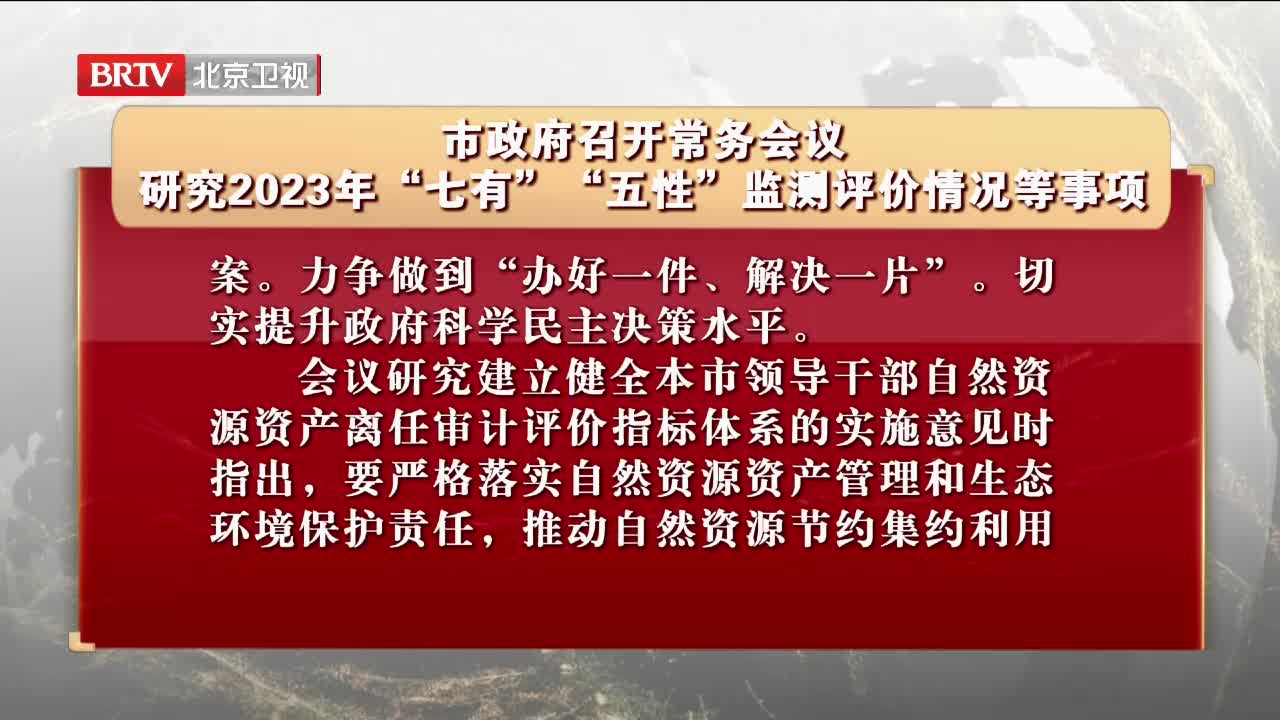 BRTV 北京卫视
市政府召开常务会议
研究2023年“七有”“五性”监测评价情况等事项
案。力争做到“办好一件、解决一片”。切
实提升政府科学民主决策水平。
会议研究建立健全本市领导干部自然资
源资产离任审计评价指标体系的实施意见时
指出，要严格落实自然资源资产管理和生态
环境保护责任，推动自然资源节约集约利用